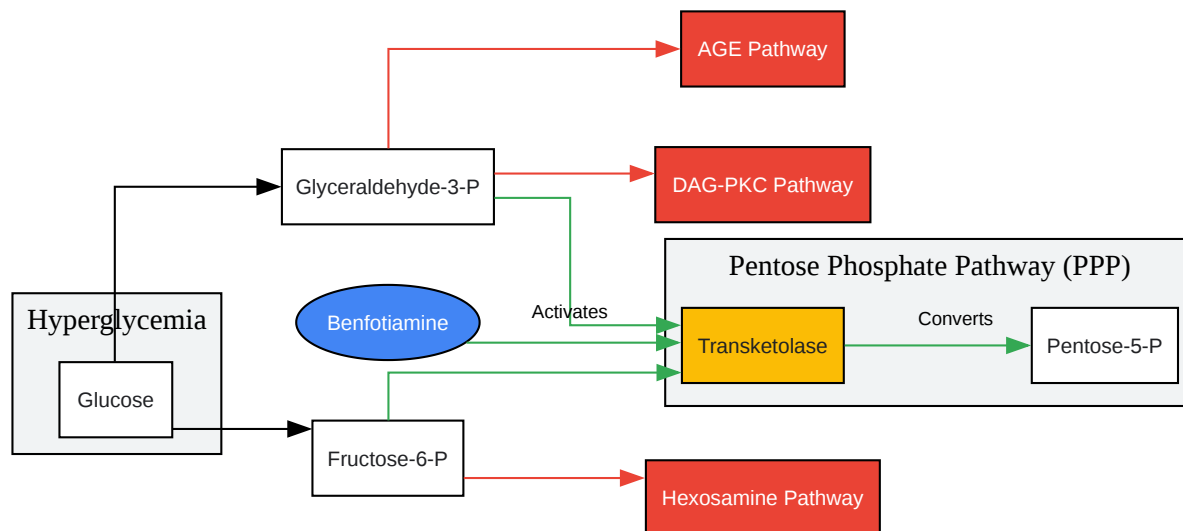 AGE Pathway
Glyceraldehyde-3-P
DAG-PKC Pathway
Pentose Phosphate Pathway (PPP)
Hyperglycemia
Benfotiamine
Activates
Transketolase
Converts
Pentose-5-P
Glucose
Fructose-6-P
Hexosamine Pathway